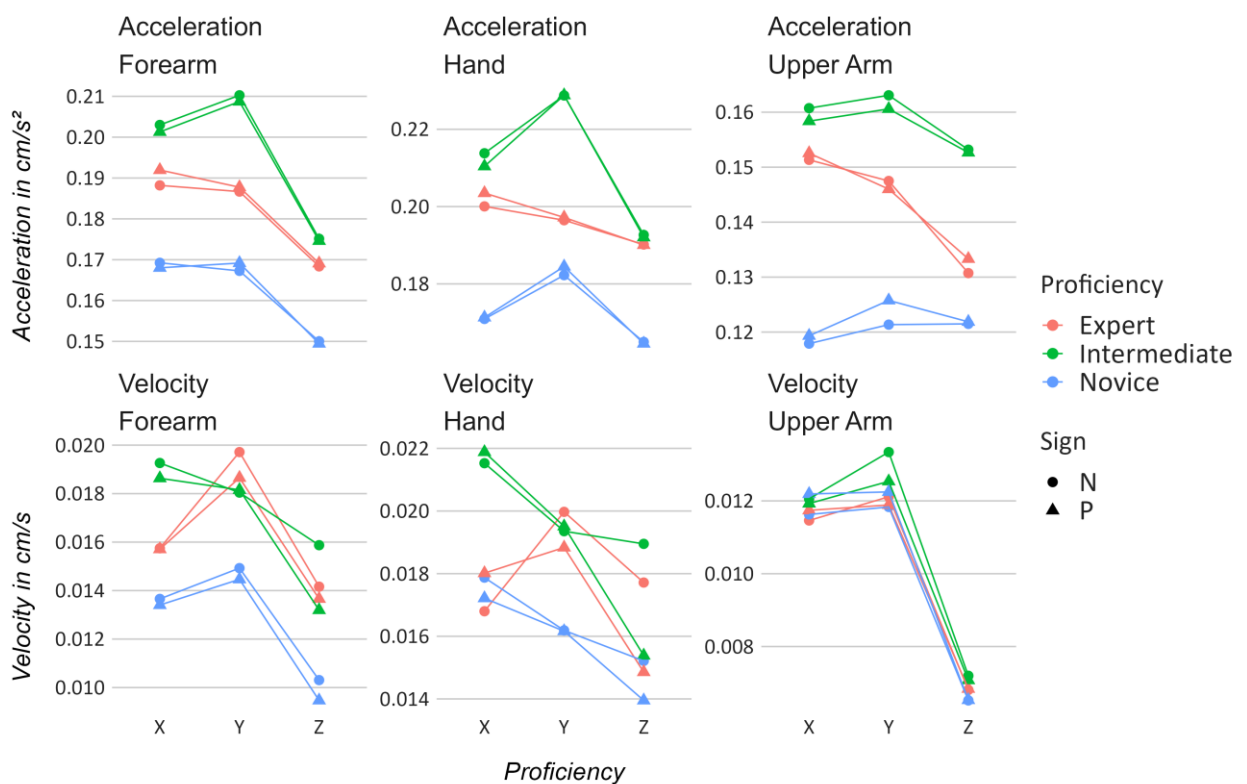 Acceleration
Forearm
Acceleration
Hand
Acceleration
Upper Arm
Acceleration in cm/s²
0.21
0.20
0.19
0.18
0.17
0.16
0.15
0.22
0.20
0.18
0.16
0.15
0.14
0.13
0.12
Velocity
Forearm
Velocity
Hand
Velocity
Upper Arm
Velocity in cm/s
0.020
0.018
0.016
0.014
0.012
0.010
0.022
0.020
0.018
0.016
0.014
0.012
0.010
0.008
X Y Z
X Y Z
X Y Z
Proficiency
Proficiency
Expert
Intermediate
Novice
Sign
N
P